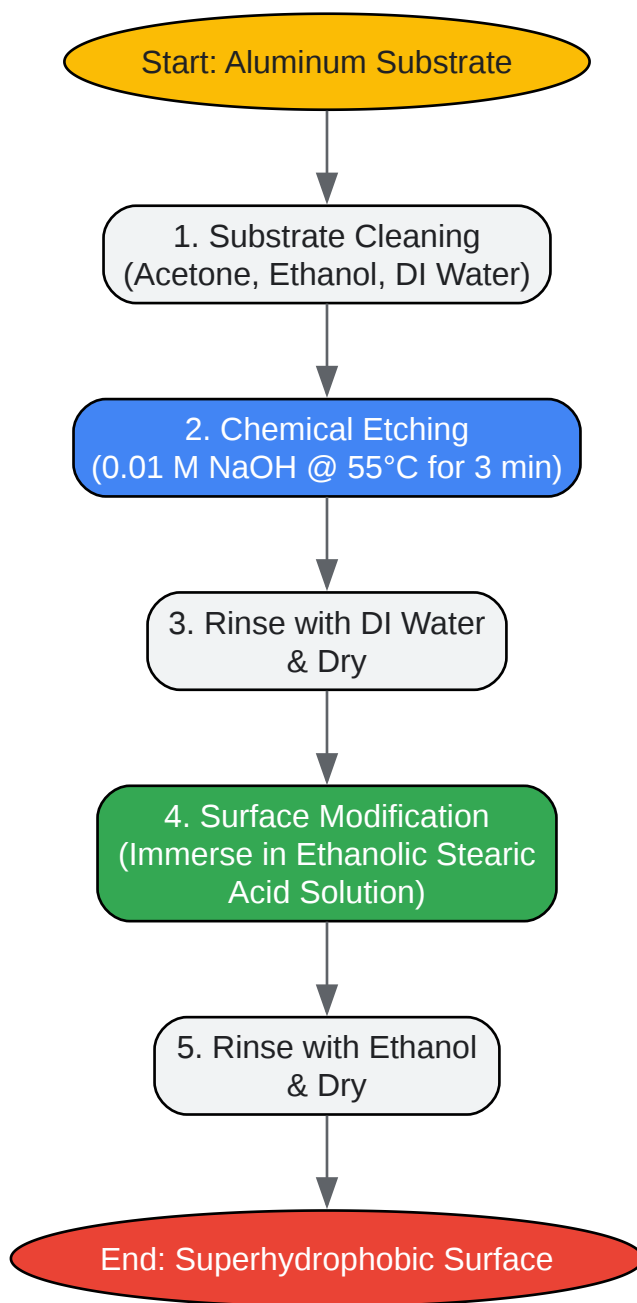 Start: Aluminum Substrate
1. Substrate Cleaning
(Acetone, Ethanol, DI Water)
2. Chemical Etching
(0.01 M NaOH @ 55°C for 3 min)
3. Rinse with DI Water
& Dry
4. Surface Modification
(Immerse in Ethanolic Stearic
Acid Solution)
5. Rinse with Ethanol
& Dry
End: Superhydrophobic Surface